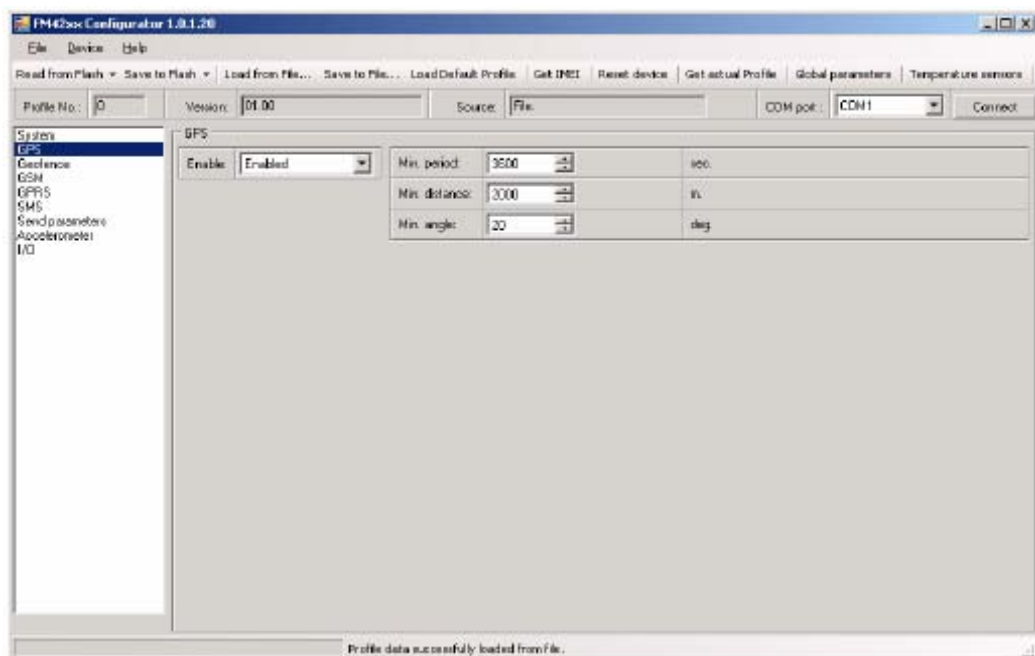 FM42xx Configurator 1.0.1.20
File Device Help
Read from Flash Save to Flash Load from File... Save to File... Load Default Profile Get IMEI Reset device Get actual Profile Global parameters Temperature sensors
Profile No.: 0 Version: 01.00 Source: File. COM port: COM1 Connect
System
GPS
Geofence
GSM
GPRS
SMS
Send parameters
Accelerometer
I/O
GPS
Enable: Enabled
Min. period: 3600 sec.
Min. distance: 2000 m.
Min. angle: 20 deg.
Profile data successfully loaded from file.